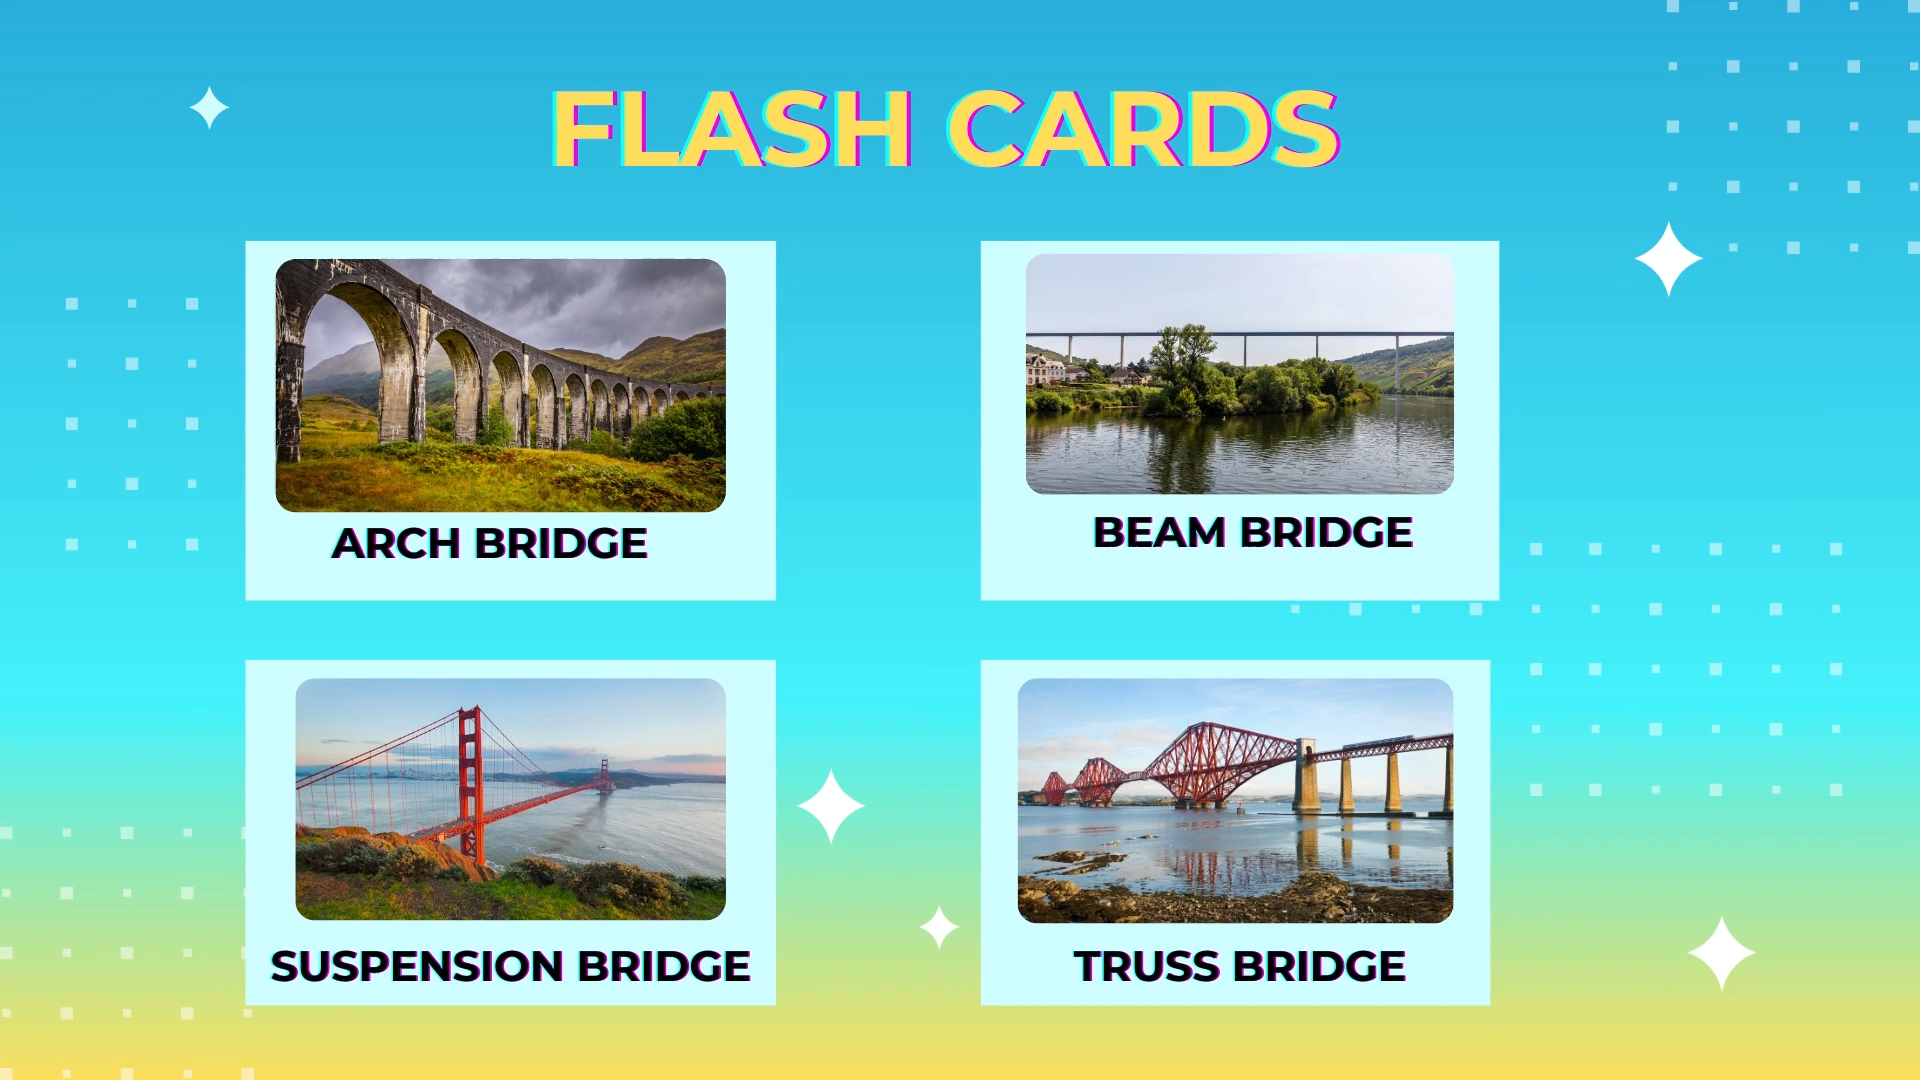 FLASH CARDS
ARCH BRIDGE
BEAM BRIDGE
SUSPENSION BRIDGE
TRUSS BRIDGE